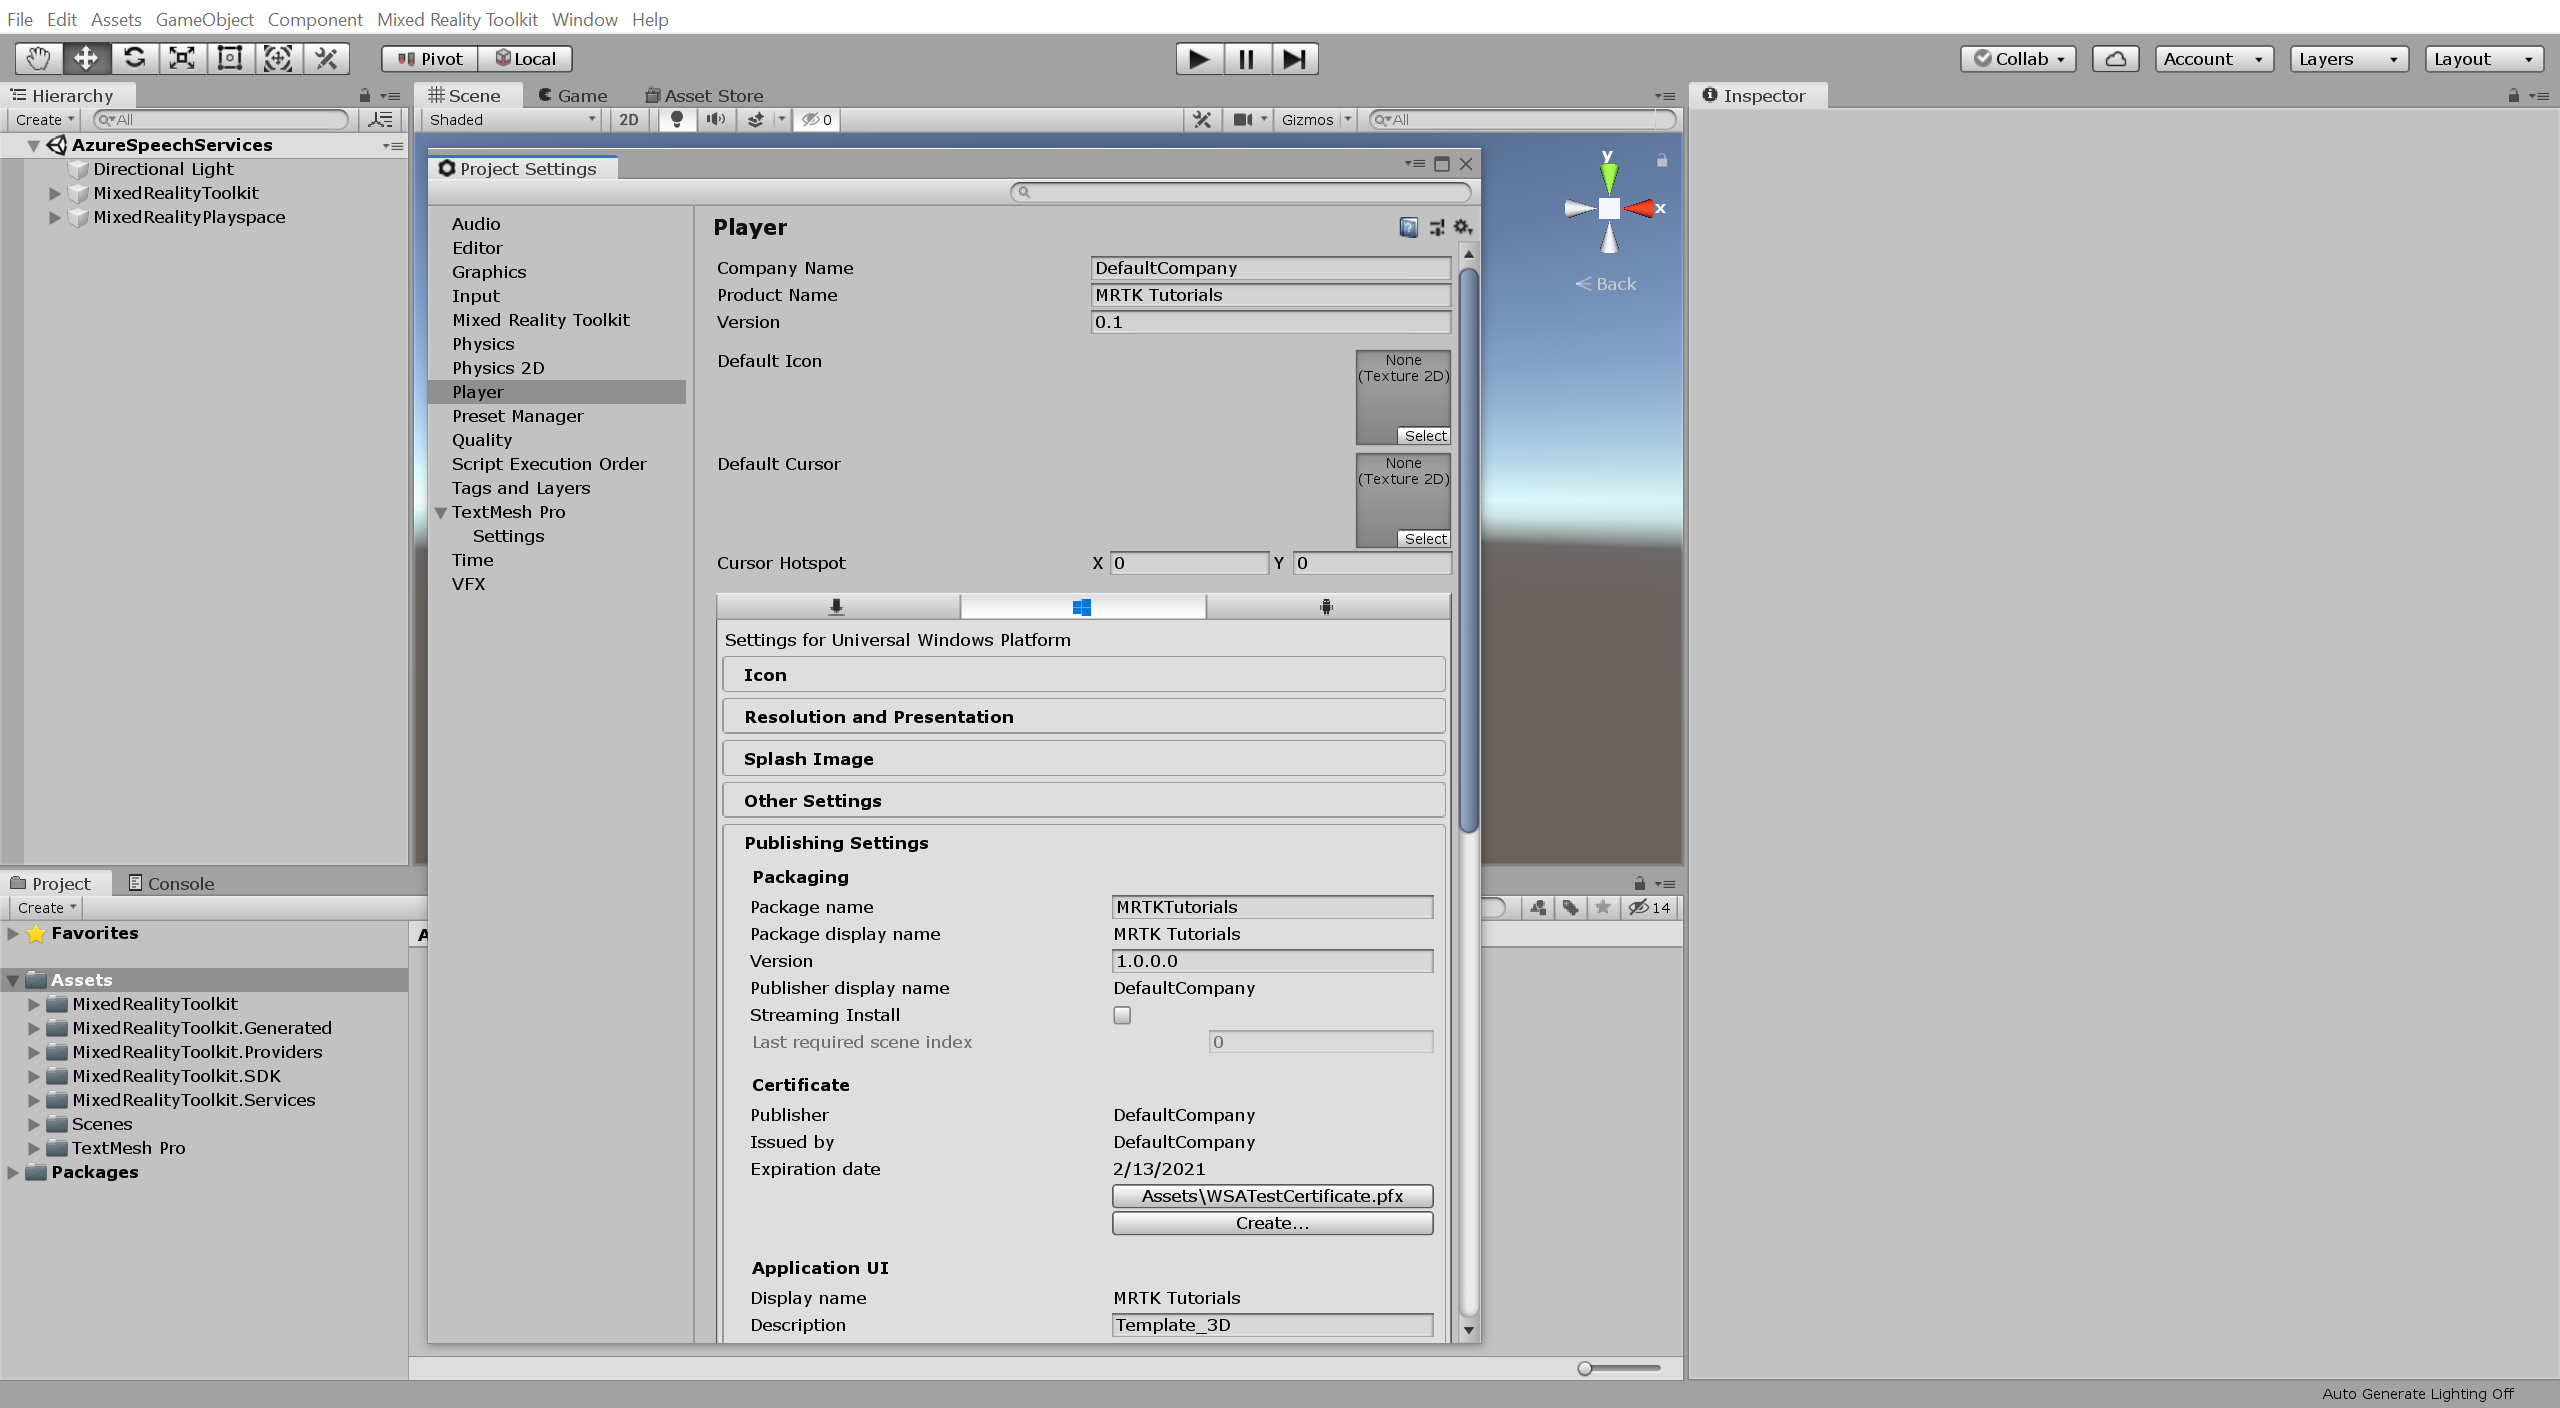 File Edit Assets GameObject Component Mixed Reality Toolkit Window Help
Pivot Local
Collab Account Layers Layout
Hierarchy
Create All
AzureSpeechServices
Directional Light
MixedRealityToolkit
MixedRealityPlayspace
Scene Game Asset Store
Shaded 2D 0 Gizmos All
y
x
Back
Inspector
Project Settings
Audio
Editor
Graphics
Input
Mixed Reality Toolkit
Physics
Physics 2D
Player
Preset Manager
Quality
Script Execution Order
Tags and Layers
TextMesh Pro
Settings
Time
VFX
Player
Company Name DefaultCompany
Product Name MRTK Tutorials
Version 0.1
Default Icon
None
(Texture 2D)
Select
Default Cursor
None
(Texture 2D)
Select
Cursor Hotspot X 0 Y 0
Settings for Universal Windows Platform
Icon
Resolution and Presentation
Splash Image
Other Settings
Publishing Settings
Packaging
Package name MRTKTutorials
Package display name MRTK Tutorials
Version 1.0.0.0
Publisher display name DefaultCompany
Streaming Install
Last required scene index 0
Certificate
Publisher DefaultCompany
Issued by DefaultCompany
Expiration date 2/13/2021
Assets\WSATestCertificate.pfx
Create...
Application UI
Display name MRTK Tutorials
Description Template_3D
Project Console
Create
14
Favorites
Assets
MixedRealityToolkit
MixedRealityToolkit.Generated
MixedRealityToolkit.Providers
MixedRealityToolkit.SDK
MixedRealityToolkit.Services
Scenes
TextMesh Pro
Packages
Auto Generate Lighting Off